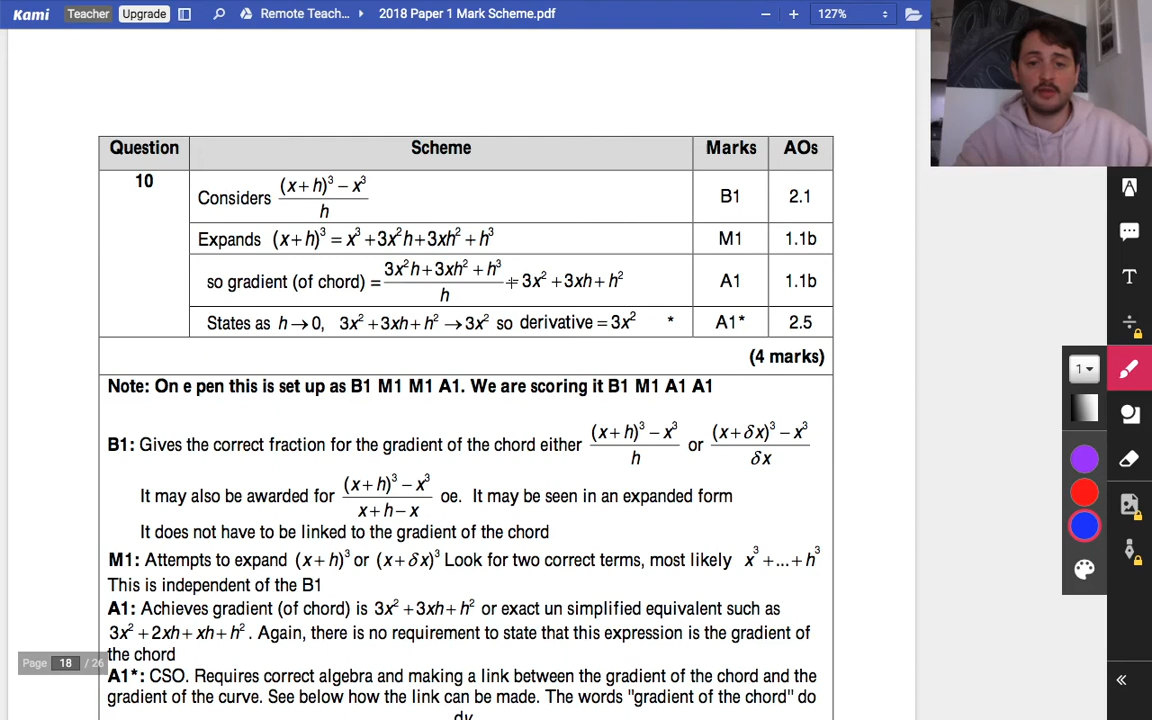 Kami Teacher Upgrade Remote Teach... 2018 Paper 1 Mark Scheme.pdf − + 127%
Question Scheme Marks AOs
10 Considers ((x+h)³ − x³)/h B1 2.1
Expands (x+h)³ = x³ +3x²h+3xh² +h³ M1 1.1b
so gradient (of chord) = (3x²h+3xh² +h³)/h = 3x² +3xh+h² A1 1.1b
States as h→0, 3x² +3xh+h² →3x² so derivative = 3x² * A1* 2.5
(4 marks)
Note: On e pen this is set up as B1 M1 M1 A1. We are scoring it B1 M1 A1 A1
B1: Gives the correct fraction for the gradient of the chord either ((x+h)³ − x³)/h or ((x+δx)³ − x³)/δx
It may also be awarded for ((x+h)³ − x³)/(x+h−x) oe. It may be seen in an expanded form
It does not have to be linked to the gradient of the chord
M1: Attempts to expand (x+h)³ or (x+δx)³ Look for two correct terms, most likely x³ +...+h³
This is independent of the B1
A1: Achieves gradient (of chord) is 3x² +3xh+h² or exact un simplified equivalent such as
3x² +2xh+xh+h². Again, there is no requirement to state that this expression is the gradient of
the chord
Page 18 / 26
A1*: CSO. Requires correct algebra and making a link between the gradient of the chord and the
gradient of the curve. See below how the link can be made. The words "gradient of the chord" do
dy
1
T